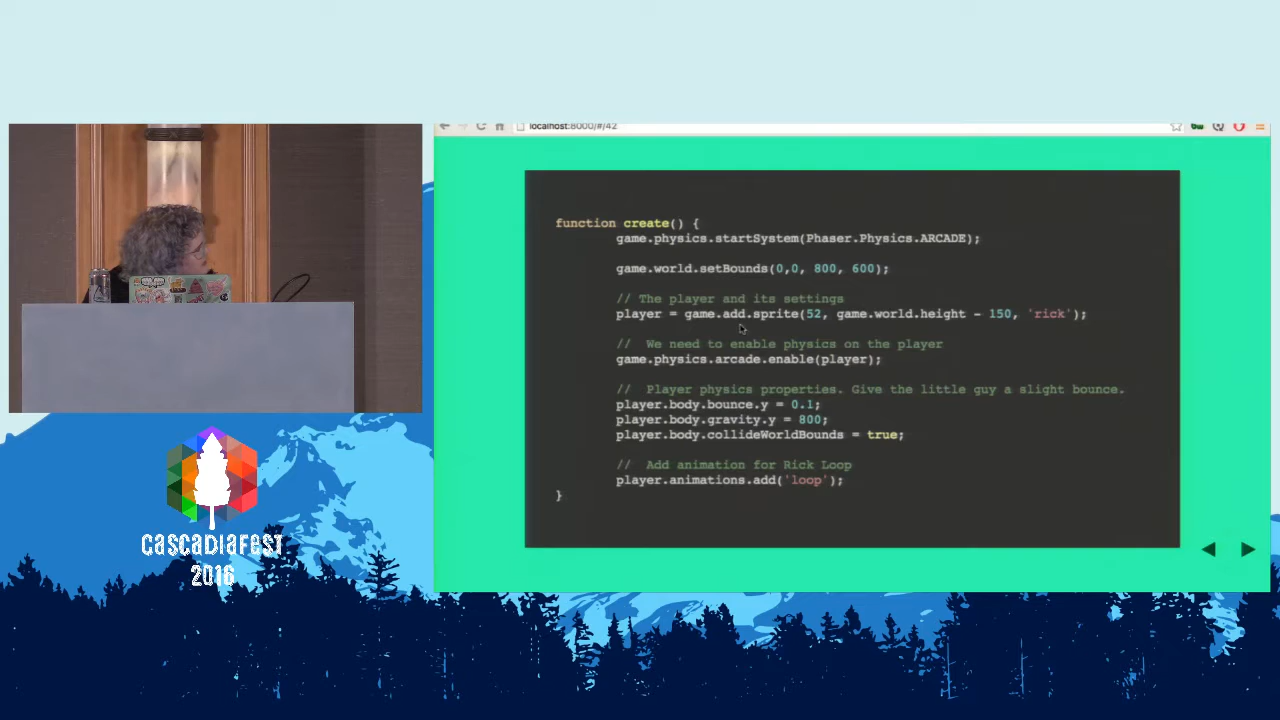 localhost:8000/#/42
function create() {
game.physics.startSystem(Phaser.Physics.ARCADE);
game.world.setBounds(0,0, 800, 600);
// The player and its settings
player = game.add.sprite(52, game.world.height - 150, 'rick');
// We need to enable physics on the player
game.physics.arcade.enable(player);
// Player physics properties. Give the little guy a slight bounce.
player.body.bounce.y = 0.1;
player.body.gravity.y = 800;
player.body.collideWorldBounds = true;
// Add animation for Rick Loop
player.animations.add('loop');
}
CASCADIAFEST
2016